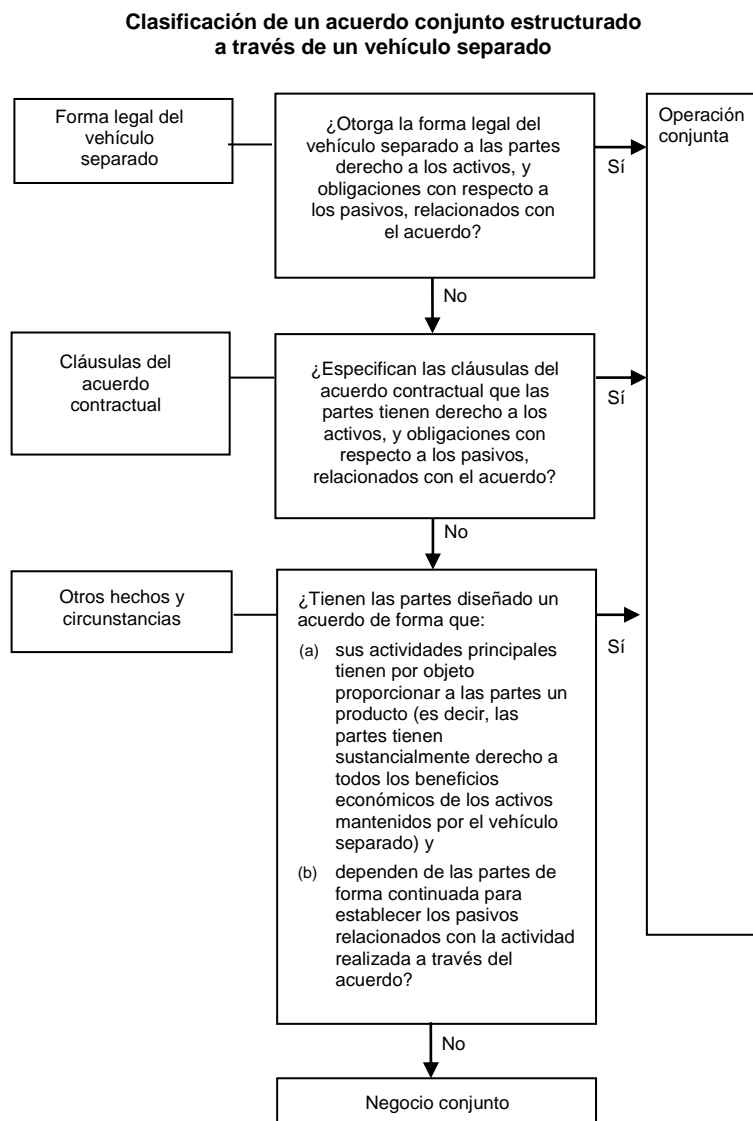 Clasificación de un acuerdo conjunto estructurado
a través de un vehículo separado
Forma legal del
vehículo
separado
¿Otorga la forma legal del
vehículo separado a las partes
derecho a los activos, y
obligaciones con respecto a
los pasivos, relacionados con
el acuerdo?
Sí
Operación
conjunta
No
Cláusulas del
acuerdo
contractual
¿Especifican las cláusulas del
acuerdo contractual que las
partes tienen derecho a los
activos, y obligaciones con
respecto a los pasivos,
relacionados con el acuerdo?
Sí
No
Otros hechos y
circunstancias
¿Tienen las partes diseñado un
acuerdo de forma que:
(a) sus actividades principales
tienen por objeto
proporcionar a las partes un
producto (es decir, las
partes tienen
sustancialmente derecho a
todos los beneficios
económicos de los activos
mantenidos por el vehículo
separado) y
(b) dependen de las partes de
forma continuada para
establecer los pasivos
relacionados con la actividad
realizada a través del
acuerdo?
Sí
No
Negocio conjunto